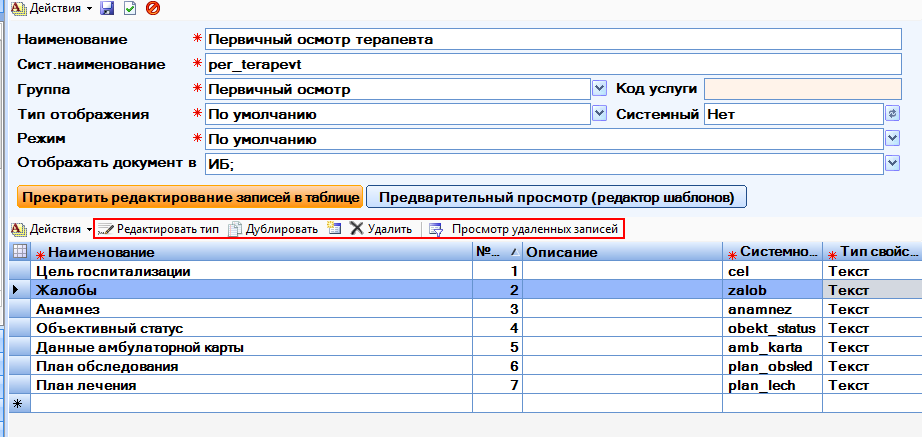 Действия
Наименование * Первичный осмотр терапевта
Сист.наименование * per_terapevt
Группа * Первичный осмотр Код услуги
Тип отображения * По умолчанию Системный Нет
Режим * По умолчанию
Отображать документ в ИБ;
Прекратить редактирование записей в таблице Предварительный просмотр (редактор шаблонов)
Действия Редактировать тип Дублировать Удалить Просмотр удаленных записей
* Наименование №... Описание * Системно... * Тип свойс...
Цель госпитализации 1 cel Текст
Жалобы 2 zalob Текст
Анамнез 3 anamnez Текст
Объективный статус 4 obekt_status Текст
Данные амбулаторной карты 5 amb_karta Текст
План обследования 6 plan_obsled Текст
План лечения 7 plan_lech Текст
*